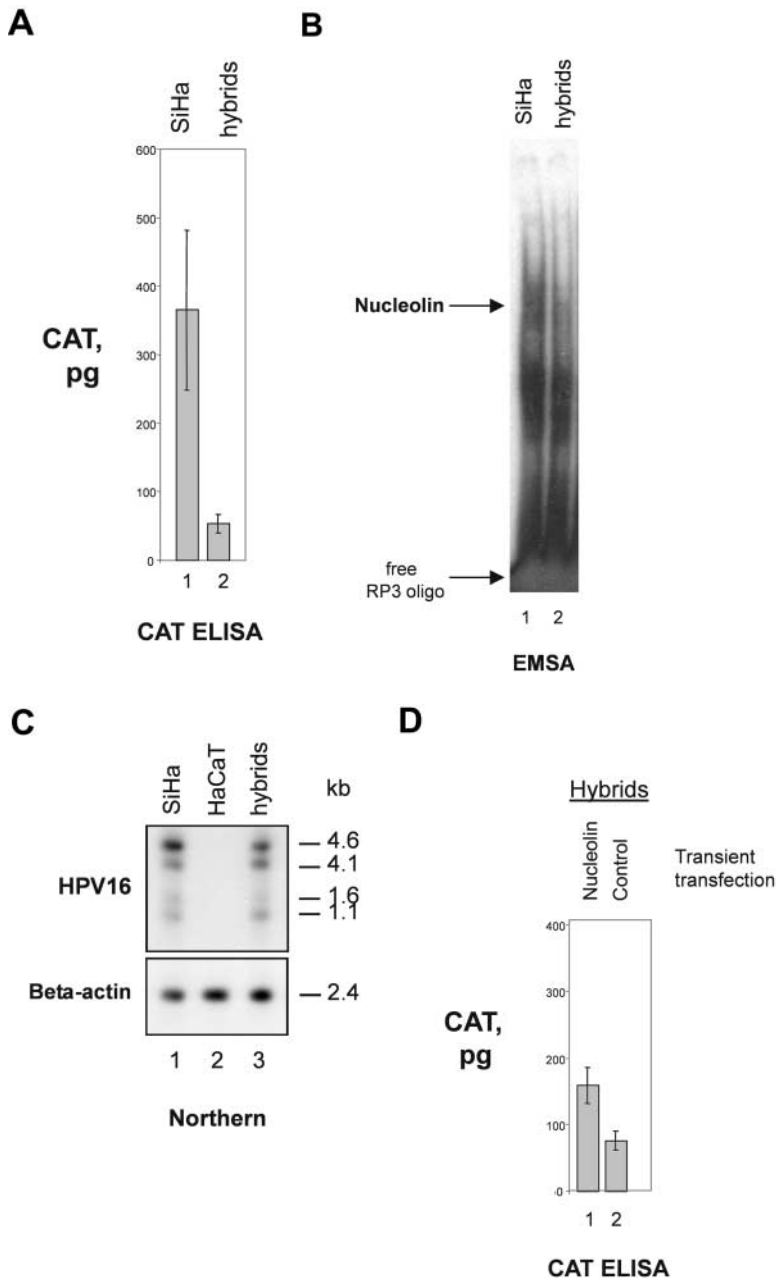 A
SiHa
hybrids
600
500
400
300
200
100
0
CAT,
pg
1 2
CAT ELISA
B
SiHa
hybrids
Nucleolin
free
RP3 oligo
1 2
EMSA
C
SiHa
HaCaT
hybrids
kb
HPV16
4.6
4.1
1.6
1.1
Beta-actin
2.4
1 2 3
Northern
D
Hybrids
Nucleolin
Control
Transient
transfection
400
300
200
100
0
CAT,
pg
1 2
CAT ELISA